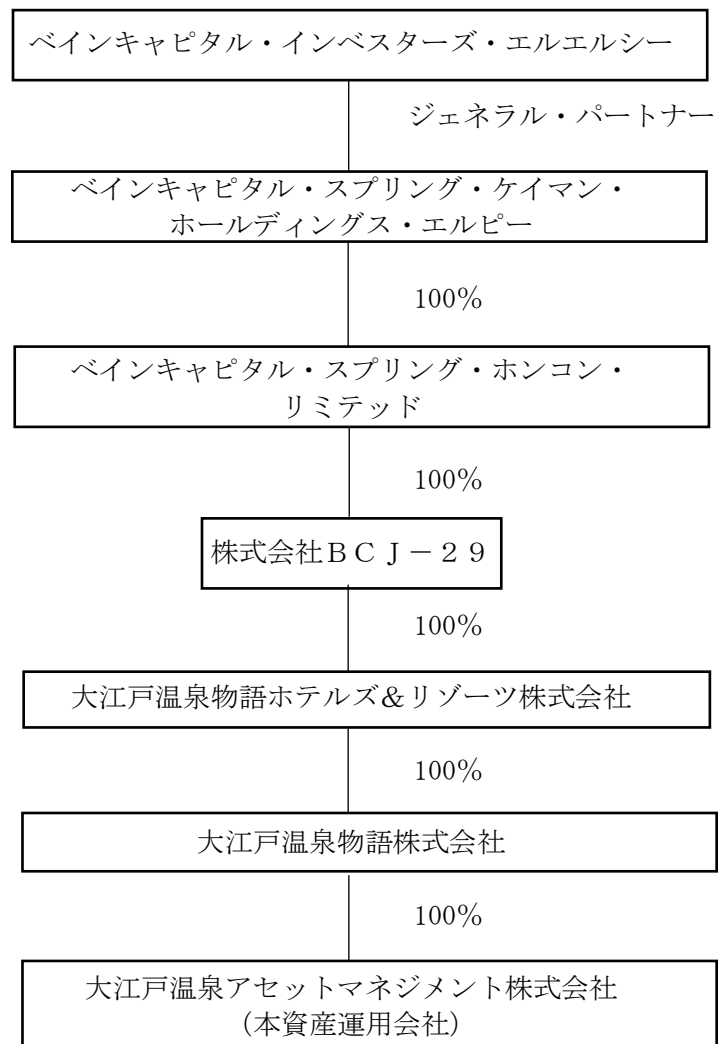 ベインキャピタル・インベスターズ・エルエルシー
ジェネラル・パートナー
ベインキャピタル・スプリング・ケイマン・
ホールディングス・エルピー
100%
ベインキャピタル・スプリング・ホンコン・
リミテッド
100%
株式会社ＢＣＪ－２９
100%
大江戸温泉物語ホテルズ&リゾーツ株式会社
100%
大江戸温泉物語株式会社
100%
大江戸温泉アセットマネジメント株式会社
（本資産運用会社）